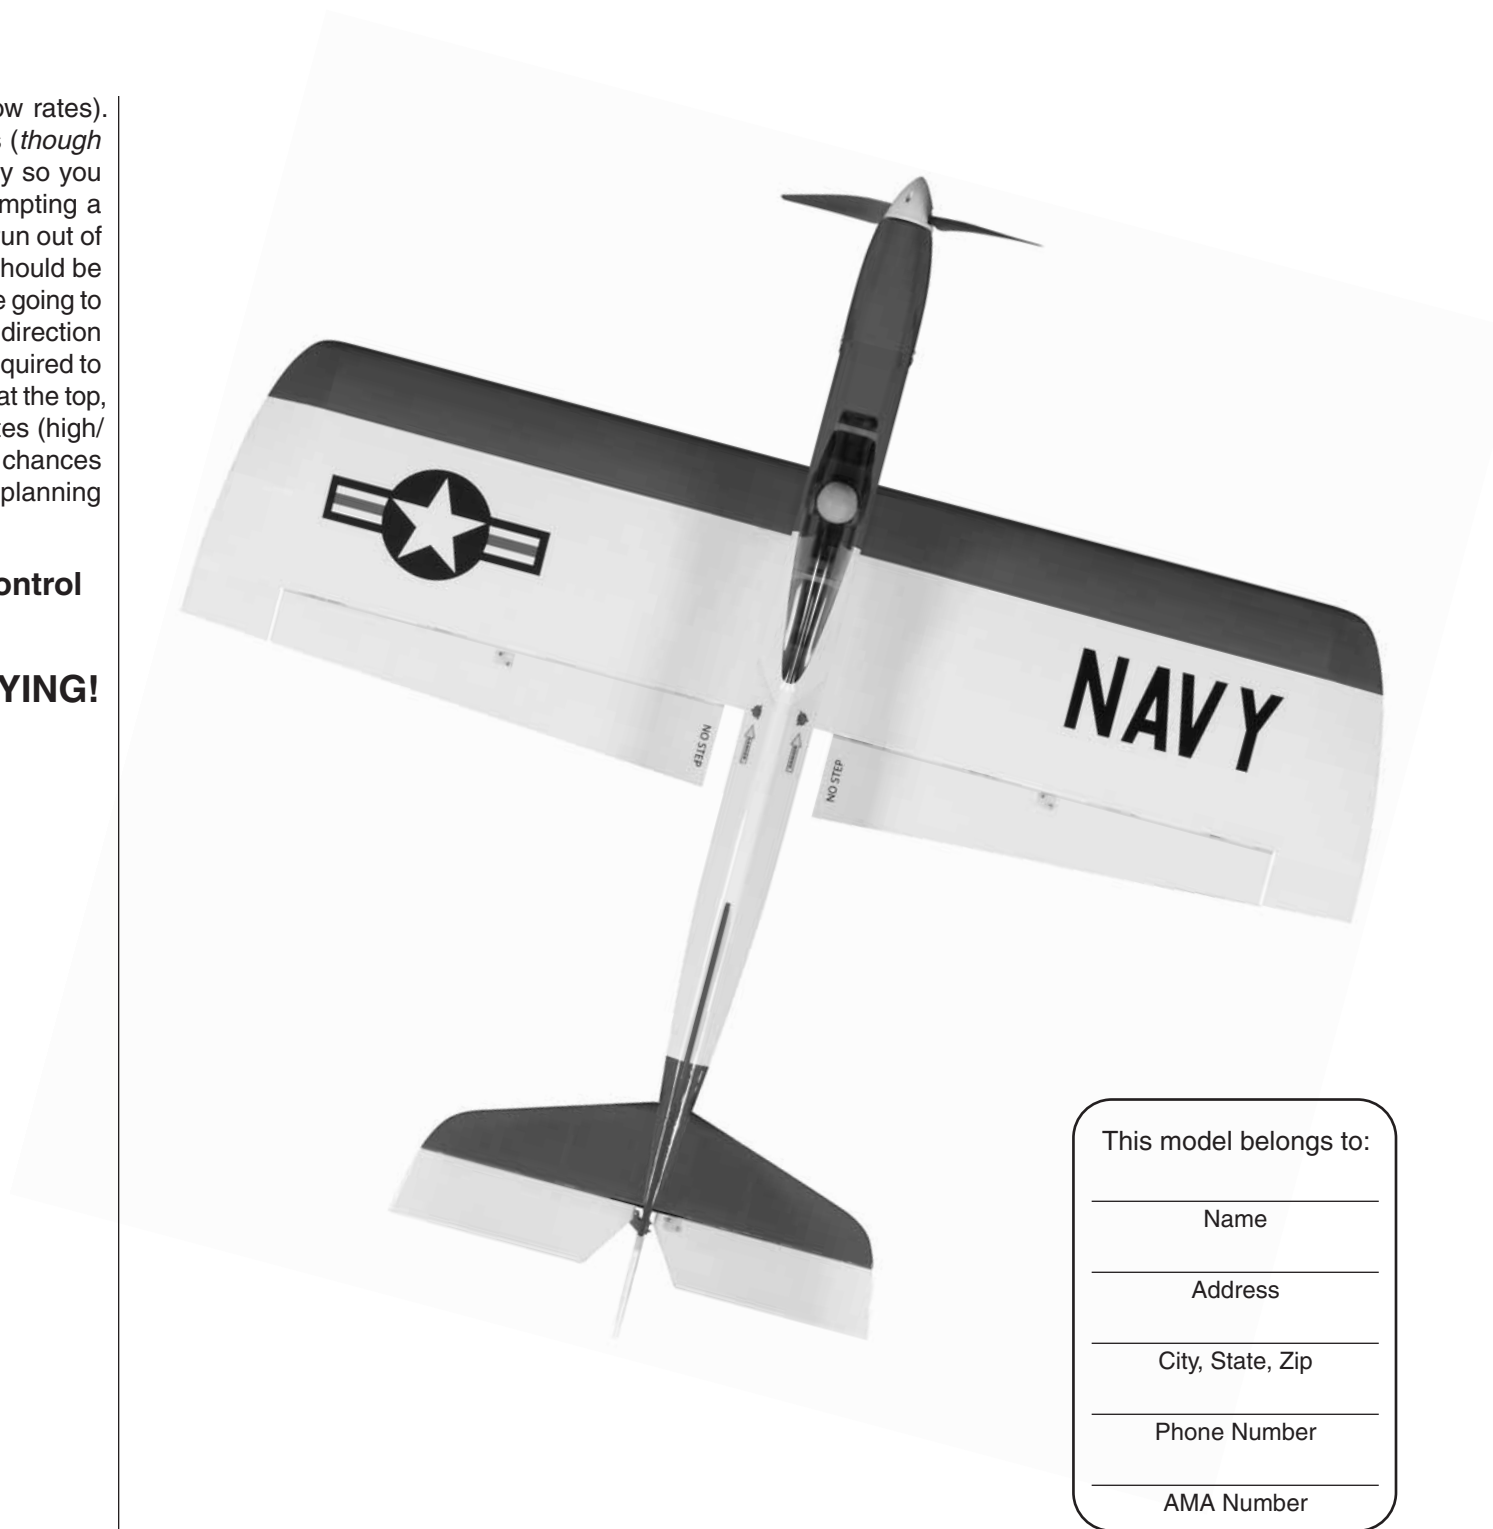 ow rates).
(though
y so you
mpting a
un out of
hould be
e going to
direction
quired to
at the top,
es (high/
chances
planning
ontrol
YING!
NAVY
NO STEP
NO STEP
This model belongs to:
Name
Address
City, State, Zip
Phone Number
AMA Number